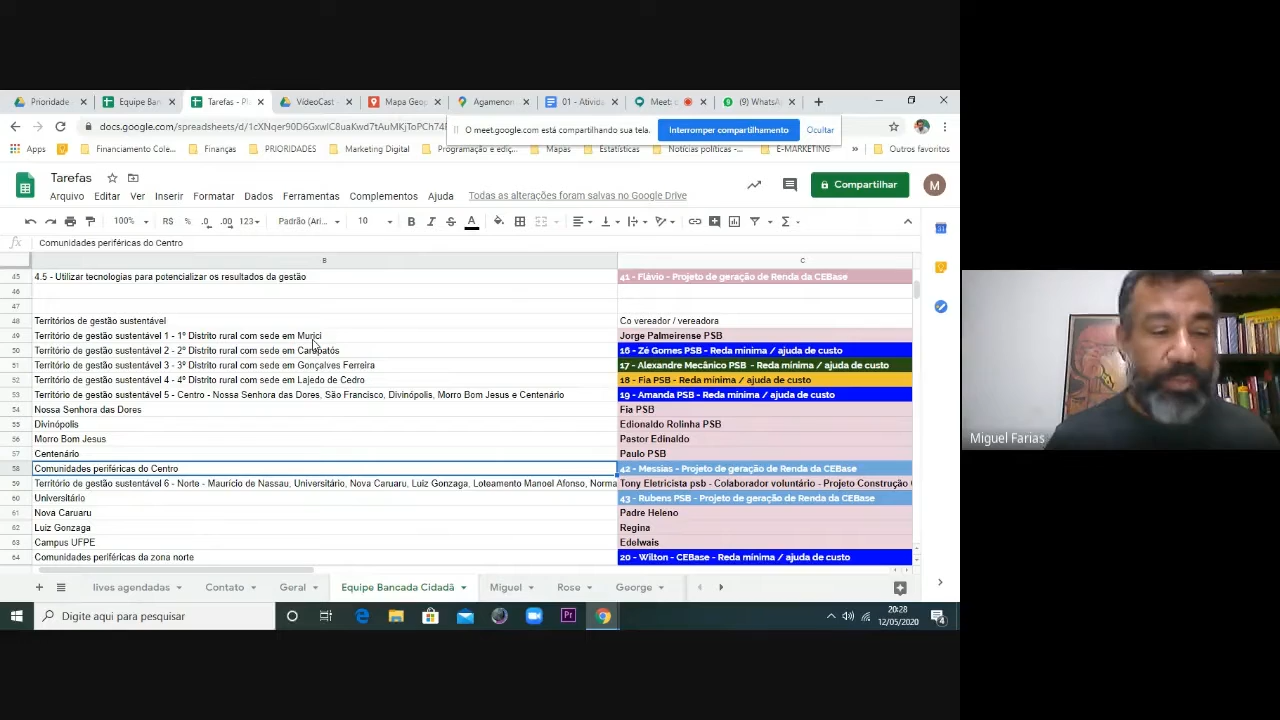 Prioridade
Equipe Ban
Tarefas - Pl
VídeoCast -
Mapa Geop
Agamenon
01 - Ativida
Meet:
(9) WhatsA
docs.google.com/spreadsheets/d/
O meet.google.com está compartilhando sua tela.
Interromper compartilhamento
Ocultar
Apps
Financiamento Cole...
Finanças
PRIORIDADES
Marketing Digital
Programação e ediç...
Mapas
Estatísticas
Notícias políticas -...
E-MARKETING
»
Outros favoritos
Tarefas
Arquivo Editar Ver Inserir Formatar Dados Ferramentas Complementos Ajuda
Todas as alterações foram salvas no Google Drive
Compartilhar
M
100% R$ % .0 .00 123 Padrão (Ari... 10 B I S A
fx Comunidades periféricas do Centro
B C
45 4.5 - Utilizar tecnologias para potencializar os resultados da gestão 41 - Flávio - Projeto de geração de Renda da CEBase
46
47
48 Territórios de gestão sustentável Co vereador / vereadora
49 Território de gestão sustentável 1 - 1º Distrito rural com sede em Murici Jorge Palmeirense PSB
50 Território de gestão sustentável 2 - 2º Distrito rural com sede em Carapatós 16 - Zé Gomes PSB - Reda mínima / ajuda de custo
51 Território de gestão sustentável 3 - 3º Distrito rural com sede em Gonçalves Ferreira 17 - Alexandre Mecânico PSB - Reda mínima / ajuda de custo
52 Território de gestão sustentável 4 - 4º Distrito rural com sede em Lajedo de Cedro 18 - Fia PSB - Reda mínima / ajuda de custo
53 Território de gestão sustentável 5 - Centro - Nossa Senhora das Dores, São Francisco, Divinópolis, Morro Bom Jesus e Centenário 19 - Amanda PSB - Reda mínima / ajuda de custo
54 Nossa Senhora das Dores Fia PSB
55 Divinópolis Edionaldo Rolinha PSB
56 Morro Bom Jesus Pastor Edinaldo
57 Centenário Paulo PSB
58 Comunidades periféricas do Centro 42 - Messias - Projeto de geração de Renda da CEBase
59 Território de gestão sustentável 6 - Norte - Maurício de Nassau, Universitário, Nova Caruaru, Luiz Gonzaga, Loteamento Manoel Afonso, Norma Tony Eletricista psb - Colaborador voluntário - Projeto Construção
60 Universitário 43 - Rubens PSB - Projeto de geração de Renda da CEBase
61 Nova Caruaru Padre Heleno
62 Luiz Gonzaga Regina
63 Campus UFPE Edelwais
64 Comunidades periféricas da zona norte 20 - Wilton - CEBase - Reda mínima / ajuda de custo
lives agendadas Contato Geral Equipe Bancada Cidadã Miguel Rose George
Digite aqui para pesquisar
Pr
20:28
12/05/2020
4
Miguel Farias